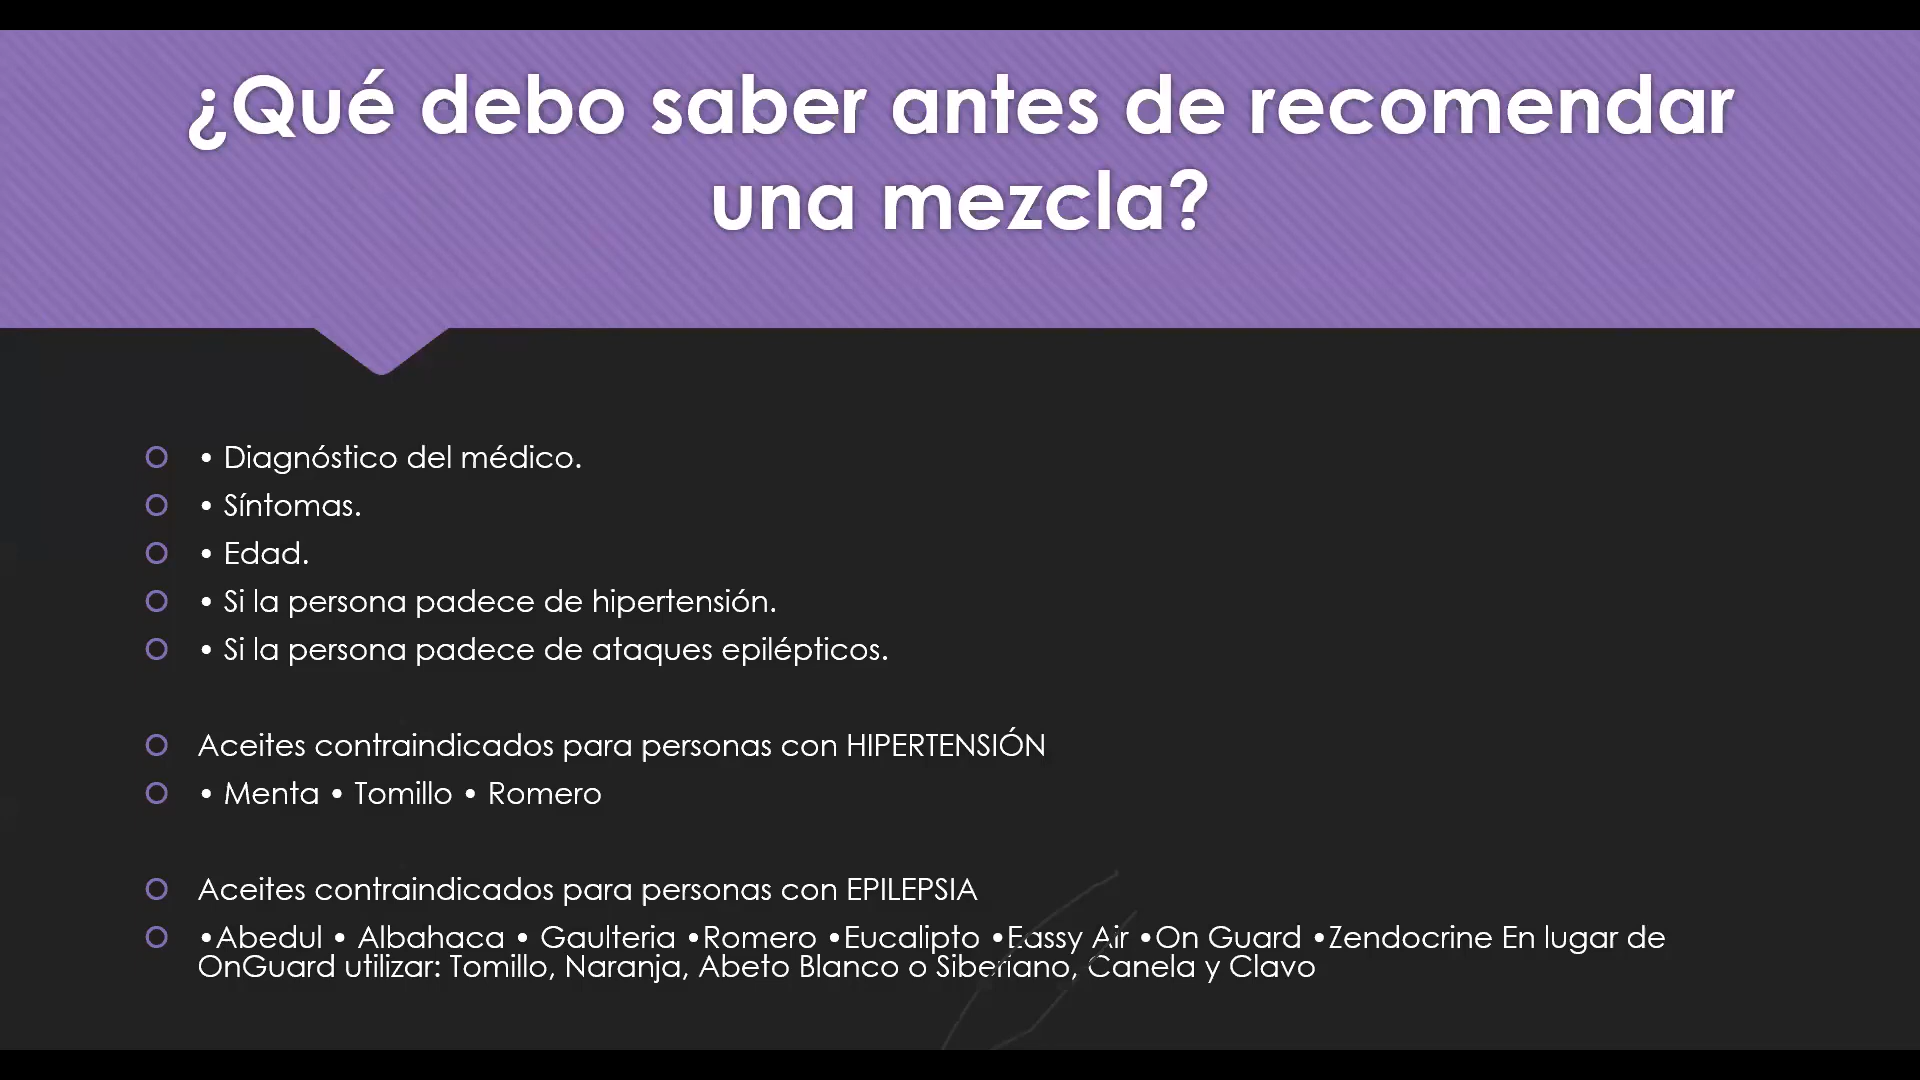 ¿Qué debo saber antes de recomendar
una mezcla?
• Diagnóstico del médico.
• Síntomas.
• Edad.
• Si la persona padece de hipertensión.
• Si la persona padece de ataques epilépticos.
Aceites contraindicados para personas con HIPERTENSIÓN
• Menta • Tomillo • Romero
Aceites contraindicados para personas con EPILEPSIA
•Abedul • Albahaca • Gaulteria •Romero •Eucalipto •Eassy Air •On Guard •Zendocrine En lugar de
OnGuard utilizar: Tomillo, Naranja, Abeto Blanco o Siberiano, Canela y Clavo